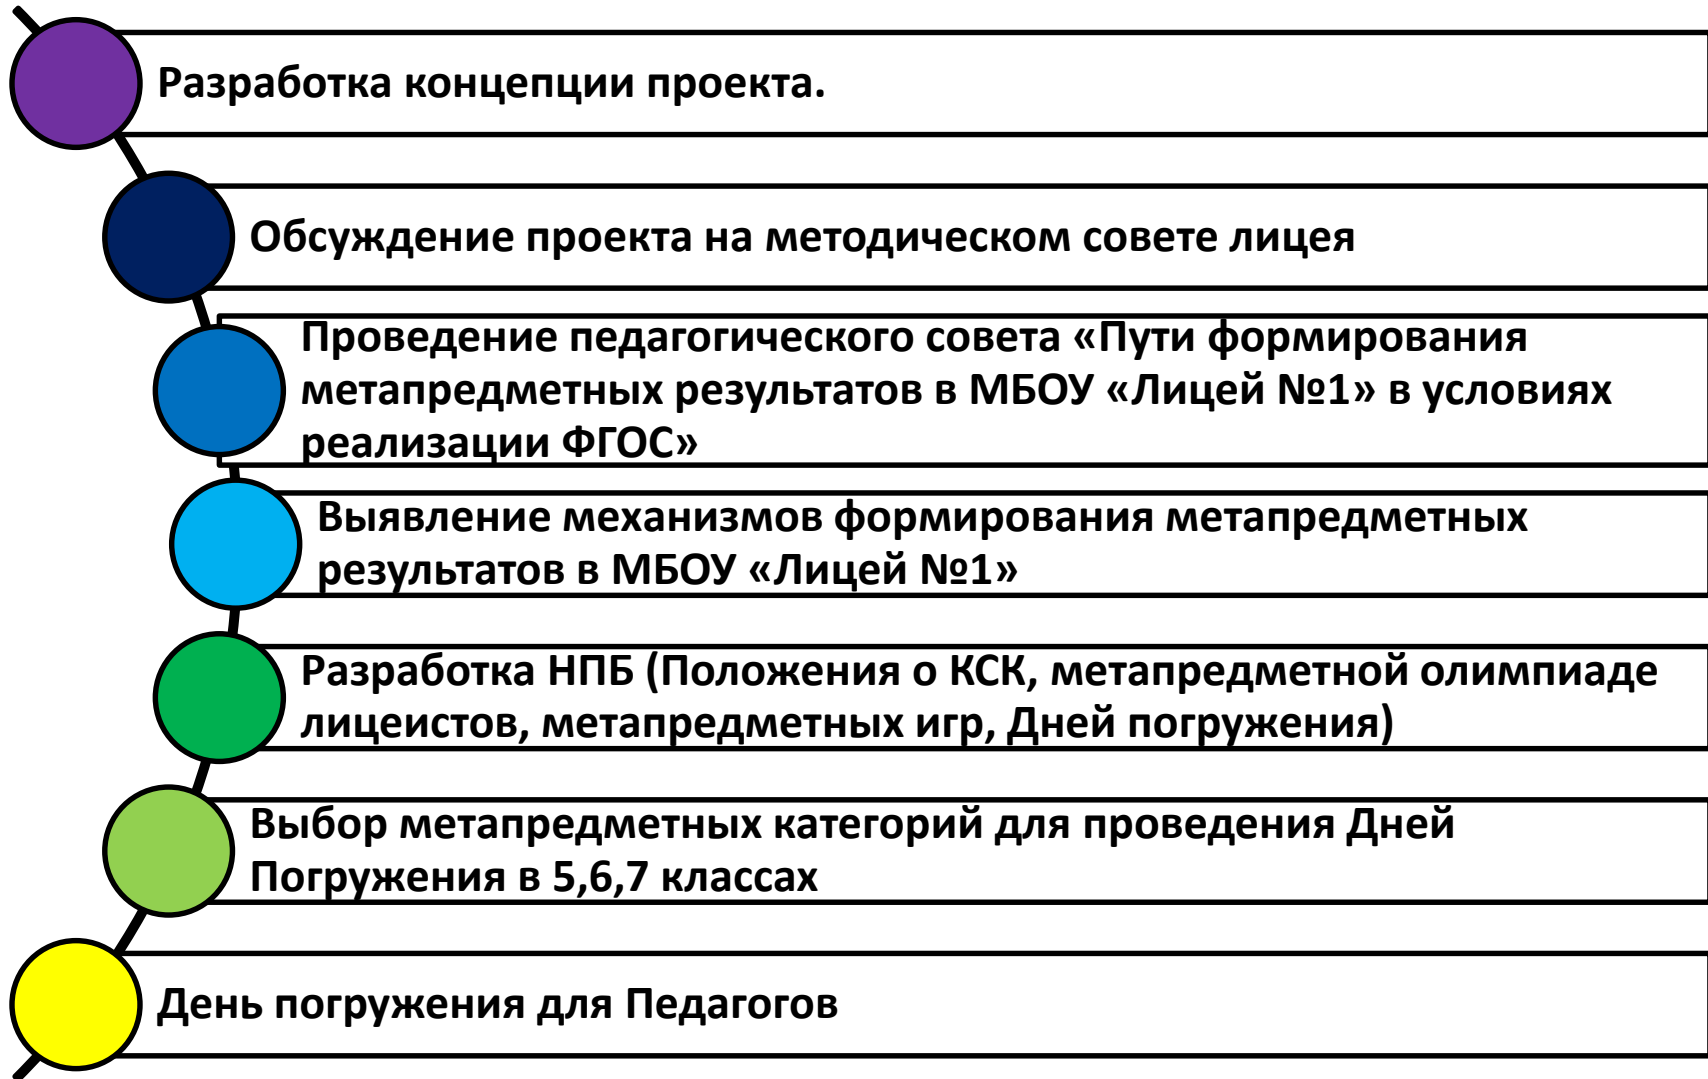 Разработка концепции проекта.
Обсуждение проекта на методическом совете лицея
Проведение педагогического совета «Пути формирования
метапредметных результатов в МБОУ «Лицей №1» в условиях
реализации ФГОС»
Выявление механизмов формирования метапредметных
результатов в МБОУ «Лицей №1»
Разработка НПБ (Положения о КСК, метапредметной олимпиаде
лицеистов, метапредметных игр, Дней погружения)
Выбор метапредметных категорий для проведения Дней
Погружения в 5,6,7 классах
День погружения для Педагогов